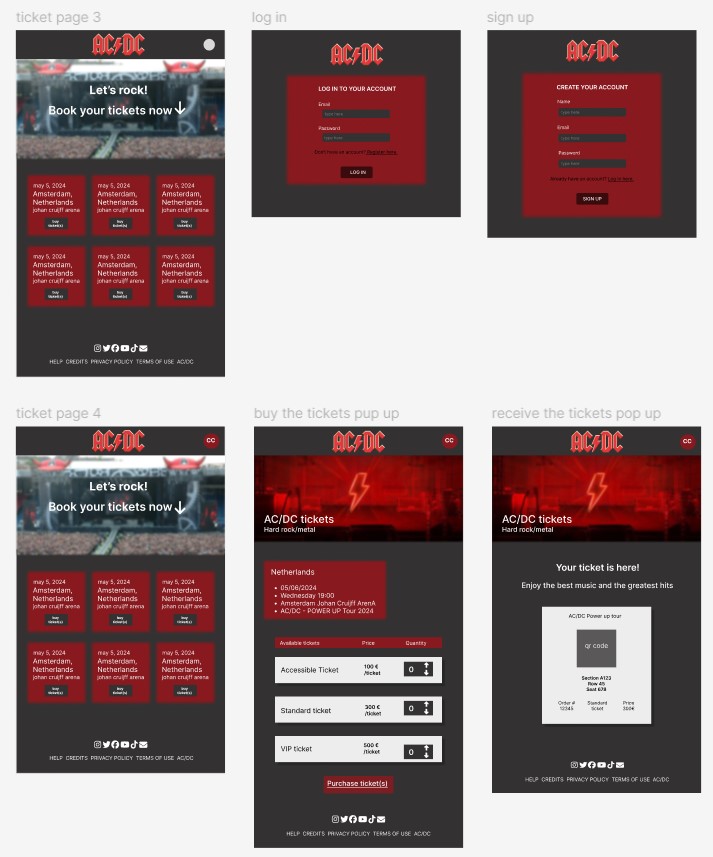 ticket page 3
AC/DC
Let's rock!
Book your tickets now
may 5, 2024
Amsterdam,
Netherlands
johan cruijff arena
buy
ticket(s)
may 5, 2024
Amsterdam,
Netherlands
johan cruijff arena
buy
ticket(s)
may 5, 2024
Amsterdam,
Netherlands
johan cruijff arena
buy
ticket(s)
may 5, 2024
Amsterdam,
Netherlands
johan cruijff arena
buy
ticket(s)
may 5, 2024
Amsterdam,
Netherlands
johan cruijff arena
buy
ticket(s)
may 5, 2024
Amsterdam,
Netherlands
johan cruijff arena
buy
ticket(s)
HELP CREDITS PRIVACY POLICY TERMS OF USE AC/DC
log in
AC/DC
LOG IN TO YOUR ACCOUNT
Email
type here
Password
type here
Don't have an account? Register here.
LOG IN
sign up
AC/DC
CREATE YOUR ACCOUNT
Name
type here
Email
type here
Password
type here
Already have an account? Log in here.
SIGN UP
ticket page 4
AC/DC
CC
Let's rock!
Book your tickets now
may 5, 2024
Amsterdam,
Netherlands
johan cruijff arena
buy
ticket(s)
may 5, 2024
Amsterdam,
Netherlands
johan cruijff arena
buy
ticket(s)
may 5, 2024
Amsterdam,
Netherlands
johan cruijff arena
buy
ticket(s)
may 5, 2024
Amsterdam,
Netherlands
johan cruijff arena
buy
ticket(s)
may 5, 2024
Amsterdam,
Netherlands
johan cruijff arena
buy
ticket(s)
may 5, 2024
Amsterdam,
Netherlands
johan cruijff arena
buy
ticket(s)
HELP CREDITS PRIVACY POLICY TERMS OF USE AC/DC
buy the tickets pup up
AC/DC
CC
AC/DC tickets
Hard rock/metal
Netherlands
05/06/2024
Wednesday 19:00
Amsterdam Johan Cruijff ArenA
AC/DC - POWER UP Tour 2024
Available tickets Price Quantity
Accessible Ticket 100 € /ticket 0
Standard ticket 300 € /ticket 0
VIP ticket 500 € /ticket 0
Purchase ticket(s)
HELP CREDITS PRIVACY POLICY TERMS OF USE AC/DC
receive the tickets pop up
AC/DC
CC
AC/DC tickets
Hard rock/metal
Your ticket is here!
Enjoy the best music and the greatest hits
AC/DC Power up tour
qr code
Section A123
Row 45
Seat 678
Order # Standerd Price
12345 ticket 300€
HELP CREDITS PRIVACY POLICY TERMS OF USE AC/DC